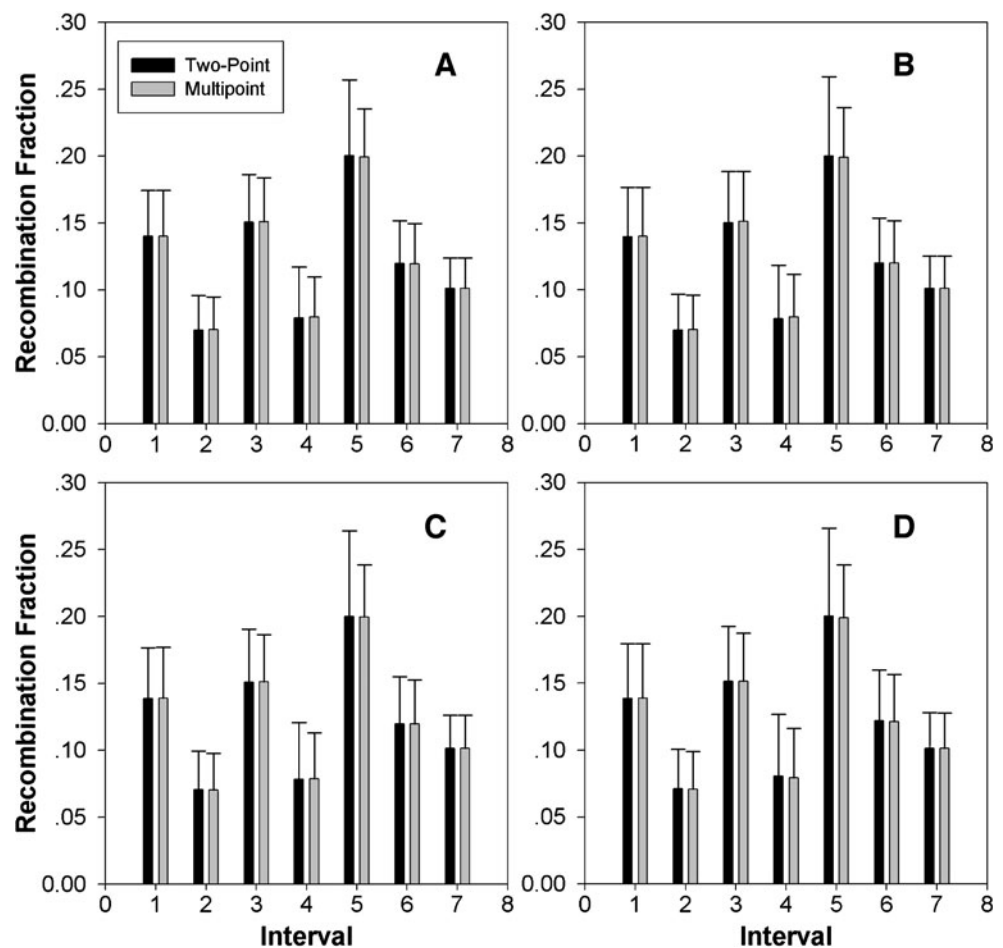 .30 .30
Two-Point
Multipoint
A B
.25 .25
.20 .20
.15 .15
.10 .10
.05 .05
0.00 0.00
Recombination Fraction
0 1 2 3 4 5 6 7 8 0 1 2 3 4 5 6 7 8
.30 .30
C D
.25 .25
.20 .20
.15 .15
.10 .10
.05 .05
0.00 0.00
Recombination Fraction
0 1 2 3 4 5 6 7 8 0 1 2 3 4 5 6 7 8
Interval Interval